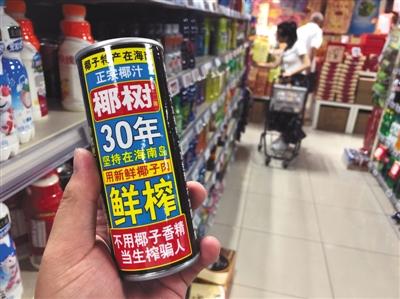 椰子特产在海
正宗椰汁
椰树
30年
坚持在海南岛
用新鲜椰子肉
鲜榨
不用椰子香精
当生榨骗人